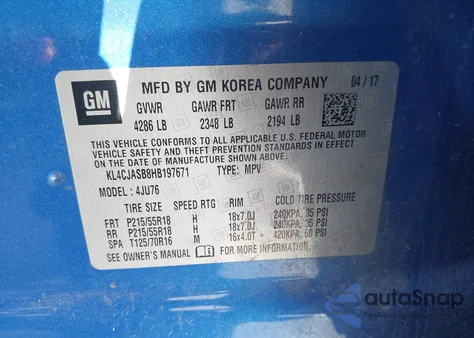 GM
MFD BY GM KOREA COMPANY 04/17
GVWR GAWR FRT GAWR RR
4286 LB 2348 LB 2194 LB
THIS VEHICLE CONFORMS TO ALL APPLICABLE U.S. FEDERAL MOTOR
VEHICLE SAFETY AND THEFT PREVENTION STANDARDS IN EFFECT
ON THE DATE OF MANUFACTURE SHOWN ABOVE.
KL4CJASB8HB197671 TYPE: MPV
MODEL: 4JU76
TIRE SIZE SPEED RTG RIM COLD TIRE PRESSURE
FRT P215/55R18 H 18x7.0J 240KPA, 35 PSI
RR P215/55R18 H 18x7.0J 240KPA, 35 PSI
SPA T125/70R16 M 16x4.0T 420KPA, 60 PSI
SEE OWNER'S MANUAL FOR MORE INFORMATION
autoSnap